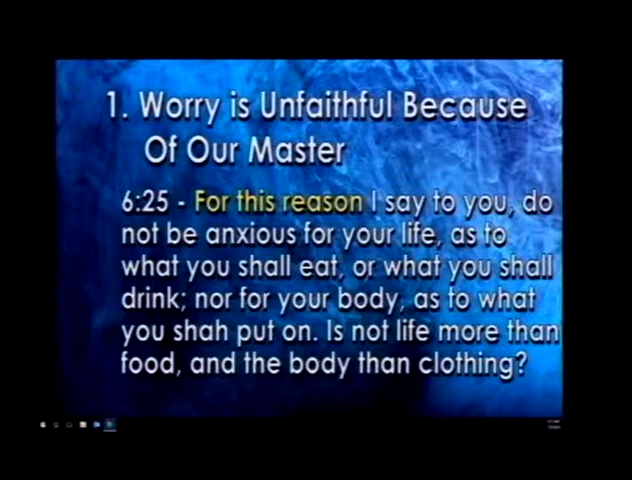 1. Worry is Unfaithful Because
Of Our Master
6:25 - For this reason I say to you, do
not be anxious for your life, as to
what you shall eat, or what you shall
drink; nor for your body, as to what
you shah put on. Is not life more than
food, and the body than clothing?